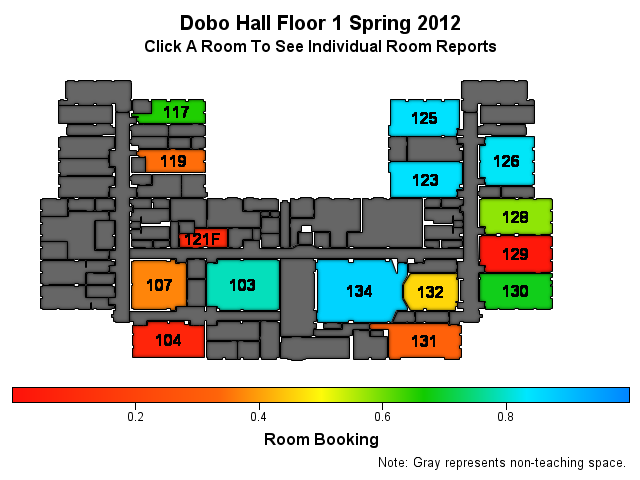 Dobo Hall Floor 1 Spring 2012
Click A Room To See Individual Room Reports
117
125
119
126
123
128
121F
129
107
103
134
132
130
104
131
0.2 0.4 0.6 0.8
Room Booking
Note: Gray represents non-teaching space.